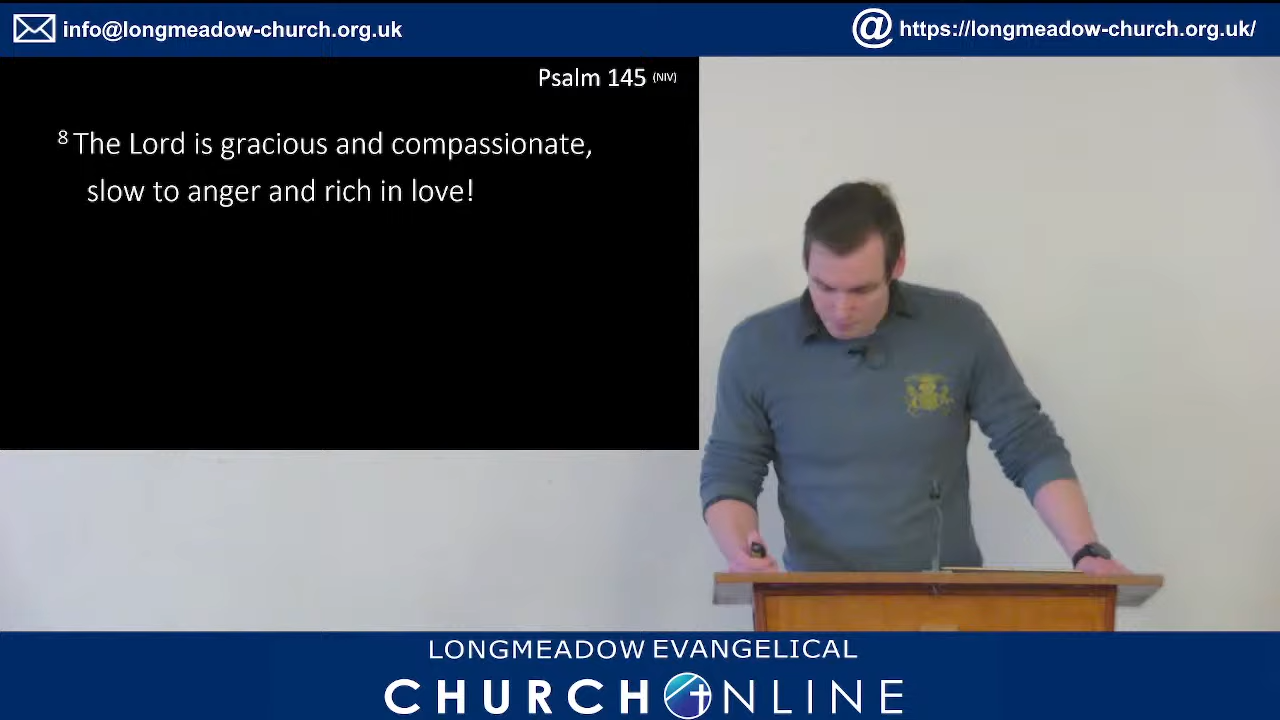 info@longmeadow-church.org.uk
https://longmeadow-church.org.uk/
Psalm 145 (NIV)
8 The Lord is gracious and compassionate,
slow to anger and rich in love!
LONGMEADOW EVANGELICAL
CHURCH ONLINE